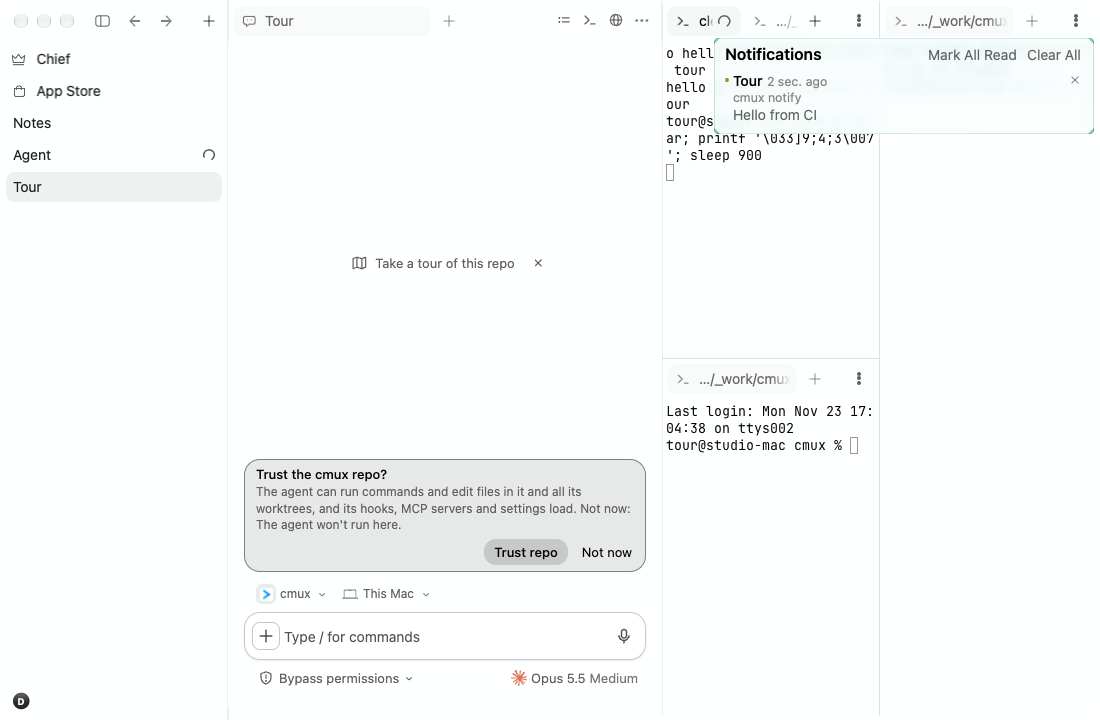 Chief
App Store
Notes
Agent
Tour
Tour
Take a tour of this repo
Trust the cmux repo?
The agent can run commands and edit files in it and all its
worktrees, and its hooks, MCP servers and settings load. Not now:
The agent won't run here.
Trust repo
Not now
cmux
This Mac
Type / for commands
Bypass permissions
Opus 5.5 Medium
D
o hell
tour
hello
our
tour@s
ar; printf '\033]9;4;3\007
'; sleep 900
.../_work/cmux
Last login: Mon Nov 23 17:
04:38 on ttys002
tour@studio-mac cmux %
.../_work/cmux
Notifications
Mark All Read
Clear All
Tour 2 sec. ago
cmux notify
Hello from CI